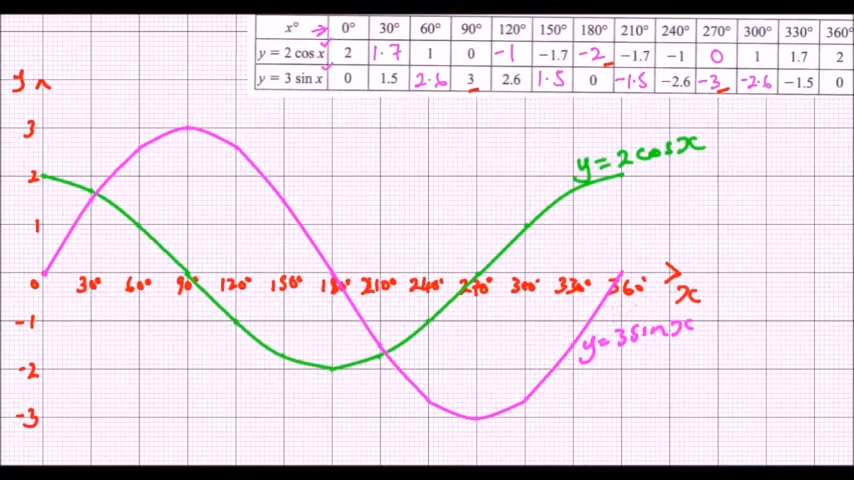 x° → 0° 30° 60° 90° 120° 150° 180° 210° 240° 270° 300° 330° 360°
y = 2 cos x 2 1.7 1 0 -1 −1.7 -2 −1.7 −1 0 1 1.7 2
y = 3 sin x 0 1.5 2.6 3 2.6 1.5 0 -1.5 −2.6 -3 -2.6 −1.5 0
y
3
y = 2 cos x
2
1
0 30° 60° 90° 120° 150° 180° 210° 240° 270° 300° 330° 360°
x
-1
y = 3 sin x
-2
-3